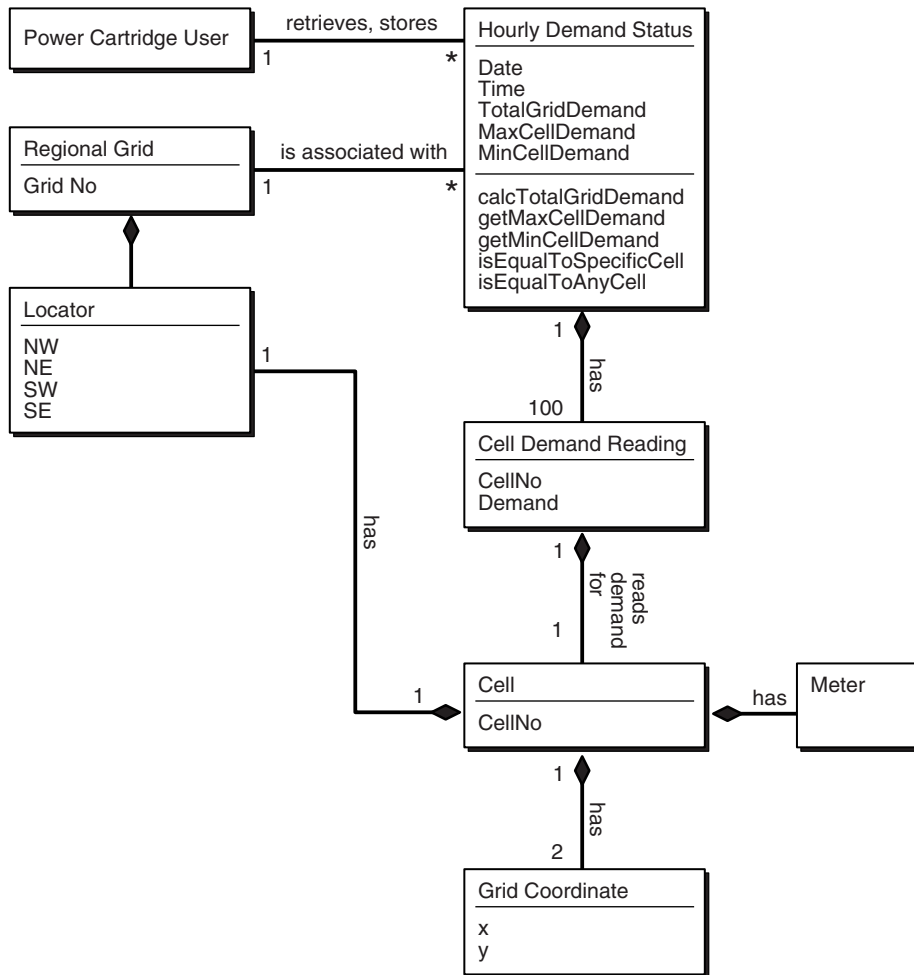 Power Cartridge User
retrieves, stores
1
*
Hourly Demand Status
Date
Time
TotalGridDemand
MaxCellDemand
MinCellDemand
calcTotalGridDemand
getMaxCellDemand
getMinCellDemand
isEqualToSpecificCell
isEqualToAnyCell
Regional Grid
Grid No
is associated with
1
*
Locator
NW
NE
SW
SE
1
has
1
1
has
100
Cell Demand Reading
CellNo
Demand
1
reads
demand
for
1
Cell
CellNo
has
Meter
1
has
2
Grid Coordinate
x
y